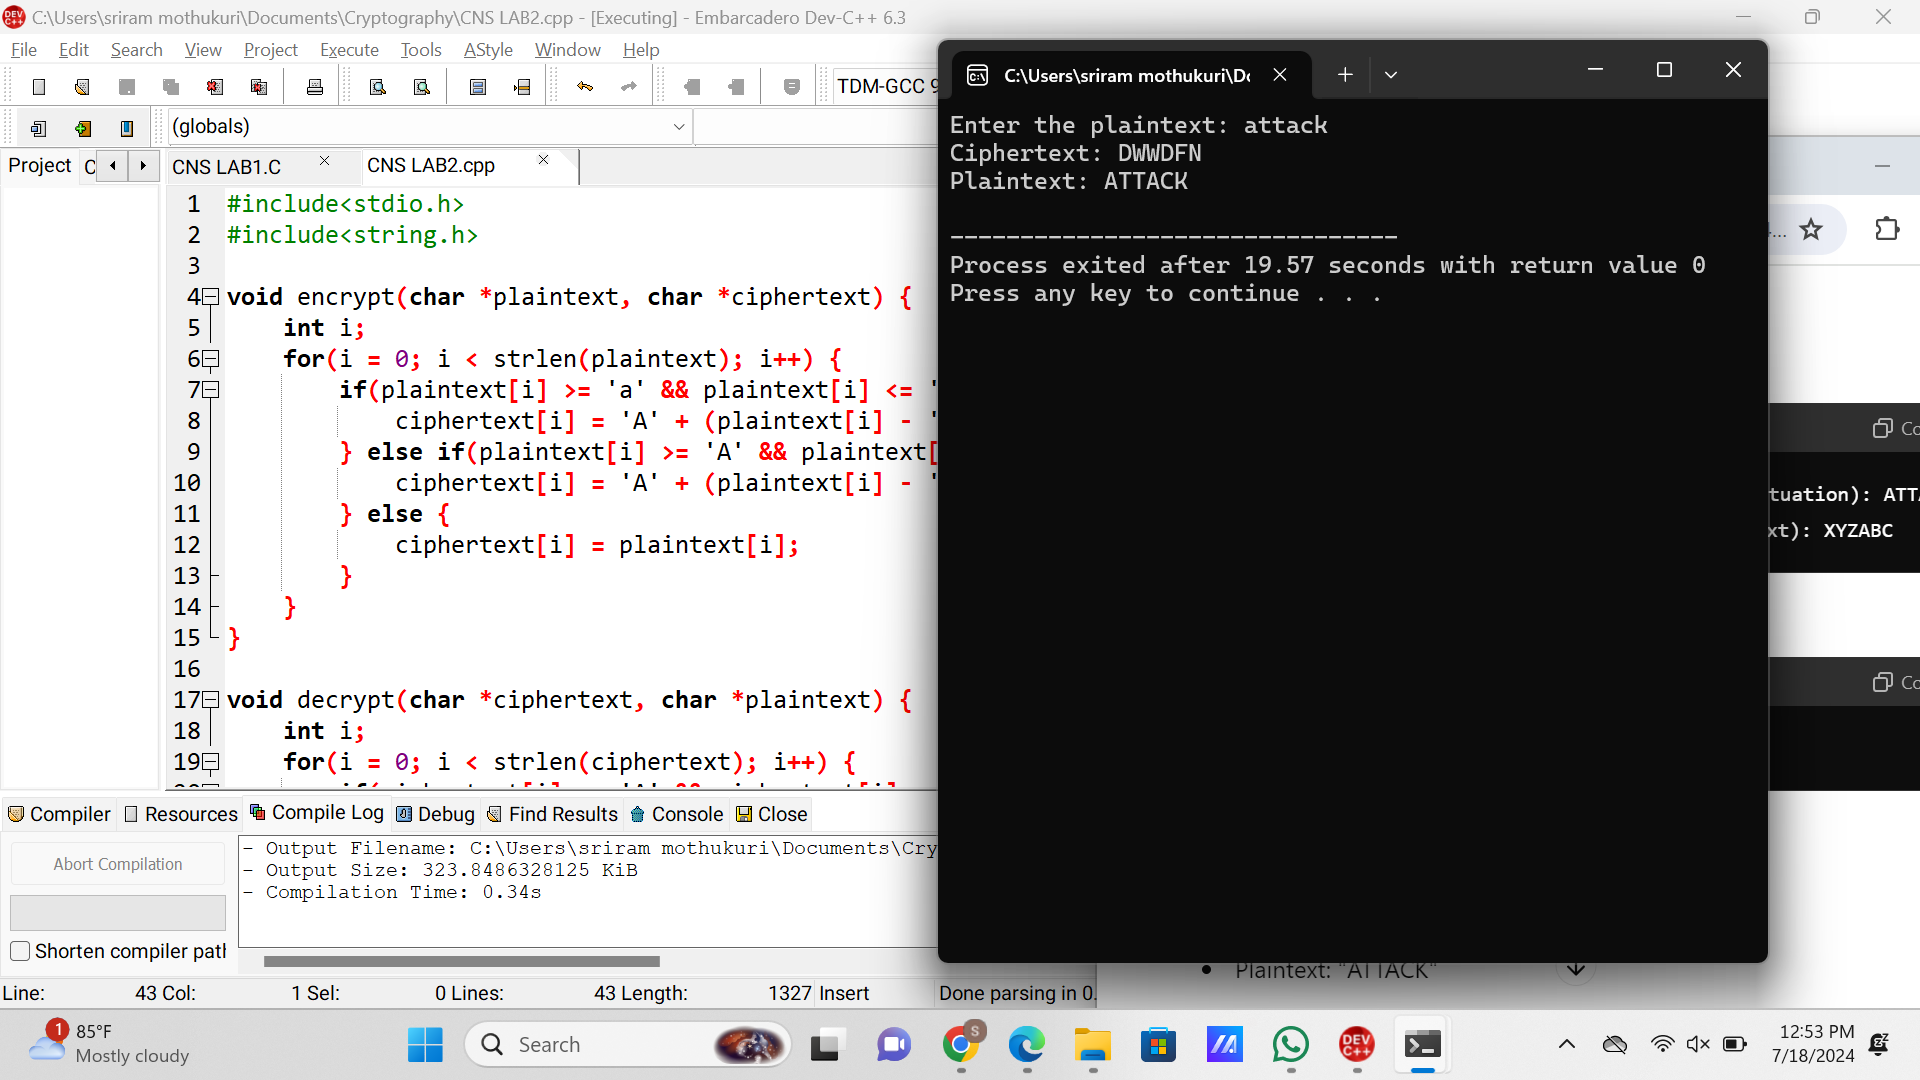 C:\Users\sriram mothukuri\Documents\Cryptography\CNS LAB2.cpp - [Executing] - Embarcadero Dev-C++ 6.3
File Edit Search View Project Execute Tools AStyle Window Help
TDM-GCC 9
(globals)
Project C
CNS LAB1.C
CNS LAB2.cpp
1 #include<stdio.h>
2 #include<string.h>
3
4 void encrypt(char *plaintext, char *ciphertext) {
5 int i;
6 for(i = 0; i < strlen(plaintext); i++) {
7 if(plaintext[i] >= 'a' && plaintext[i] <= '
8 ciphertext[i] = 'A' + (plaintext[i] - '
9 } else if(plaintext[i] >= 'A' && plaintext[
10 ciphertext[i] = 'A' + (plaintext[i] - '
11 } else {
12 ciphertext[i] = plaintext[i];
13 }
14 }
15 }
16
17 void decrypt(char *ciphertext, char *plaintext) {
18 int i;
19 for(i = 0; i < strlen(ciphertext); i++) {
Compiler Resources Compile Log Debug Find Results Console Close
Abort Compilation
Shorten compiler path
- Output Filename: C:\Users\sriram mothukuri\Documents\Cry
- Output Size: 323.8486328125 KiB
- Compilation Time: 0.34s
Line: 43 Col: 1 Sel: 0 Lines: 43 Length: 1327 Insert Done parsing in 0.
C:\Users\sriram mothukuri\Do
Enter the plaintext: attack
Ciphertext: DWWDFN
Plaintext: ATTACK
--------------------------------
Process exited after 19.57 seconds with return value 0
Press any key to continue . . .
Co
tuation): ATTA
xt): XYZABC
Co
Plaintext: "ATTACK"
1
85°F
Mostly cloudy
Search
S
DEV C++
12:53 PM
7/18/2024